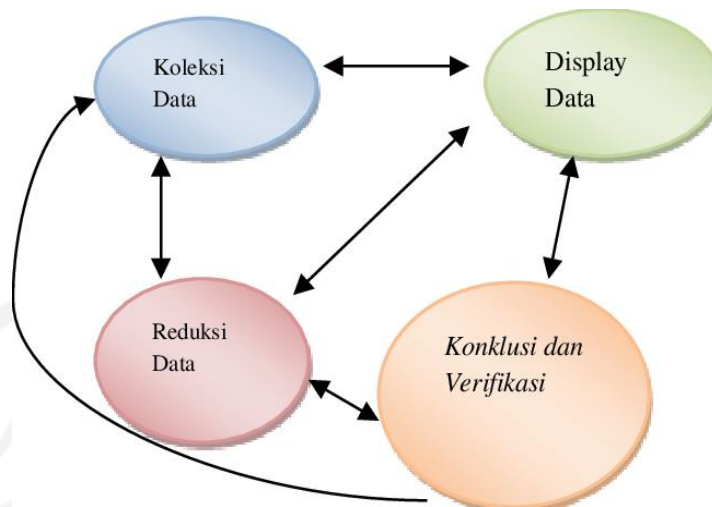 Koleksi
Data
Display
Data
Reduksi
Data
Konklusi dan
Verifikasi